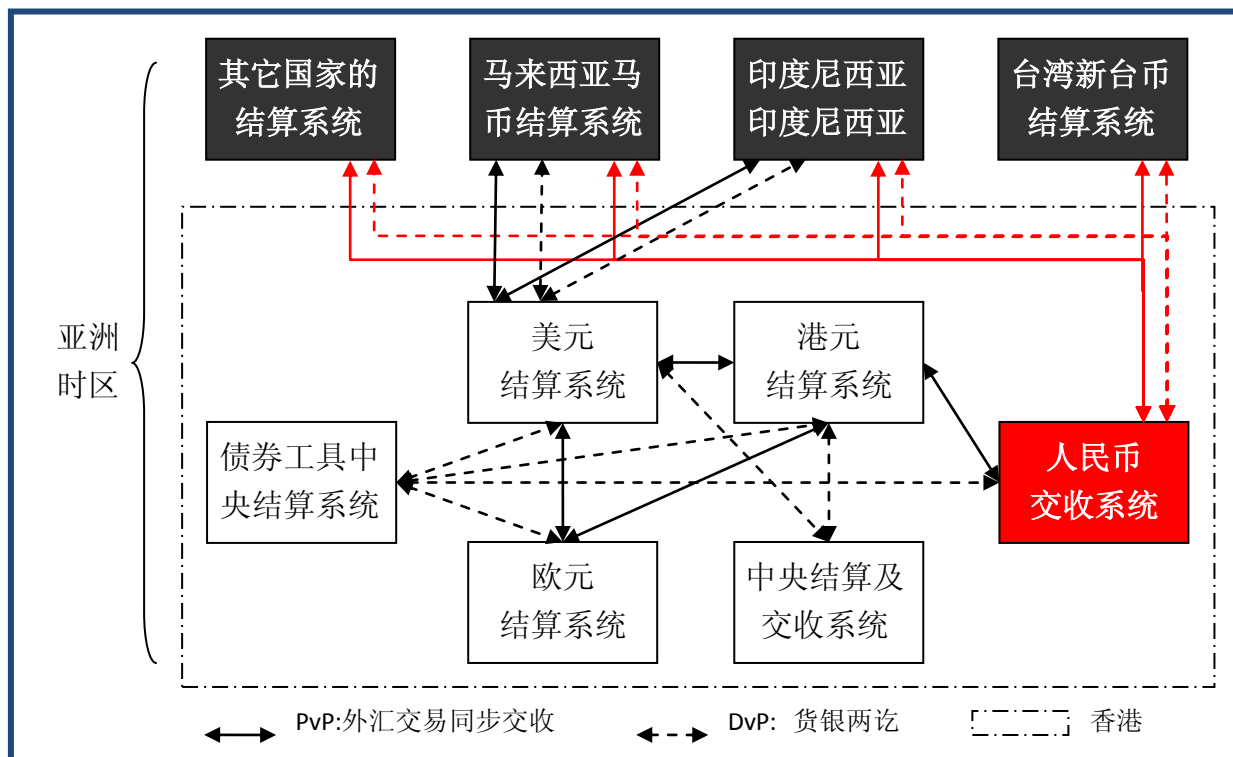 其它国家的
结算系统
马来西亚马
币结算系统
印度尼西亚
印度尼西亚
台湾新台币
结算系统
亚洲
时区
美元
结算系统
港元
结算系统
债券工具中
央结算系统
人民币
交收系统
欧元
结算系统
中央结算及
交收系统
PvP:外汇交易同步交收
DvP: 货银两讫
香港